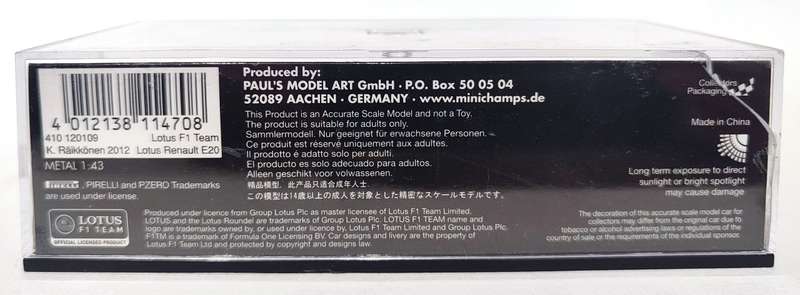 4 012138 114708
410 120109 Lotus F1 Team
K. Räikkönen 2012 Lotus Renault E20
METAL 1:43
PIRELLI, PIRELLI and PZERO Trademarks
are used under license.
LOTUS
F1 TEAM
OFFICIAL LICENSED PRODUCT
Produced by:
PAUL'S MODEL ART GmbH · P.O. Box 50 05 04
52089 AACHEN · GERMANY · www.minichamps.de
This Product is an Accurate Scale Model and not a Toy.
The product is suitable for adults only.
Sammlermodell. Nur geeignet für erwachsene Personen.
Ce produit est réservé uniquement aux adultes.
Il prodotto è adatto solo per adulti.
El producto es solo adecuado para adultos.
Alleen geschikt voor volwassenen.
精品模型，此产品只适合成年人士
この模型は14歳以上の成人を対象とした精密なスケールモデルです。
Produced under licence from Group Lotus Plc as master licensee of Lotus F1 Team Limited.
LOTUS and the Lotus Roundel are trademarks of Group Lotus Plc. LOTUS F1 TEAM name and
logo are trademarks owned by, or used under licence by, Lotus F1 Team Limited and Group Lotus Plc.
F1TM is a trademark of Formula One Licensing BV. Car designs and livery are the property of
Lotus F1 Team Ltd and protected by copyright and designs law.
Collectors
Packaging
Made in China
Long term exposure to direct
sunlight or bright spotlight
may cause damage
The decoration of this accurate scale model car for
collectors may differ from the original car due to
tobacco or alcohol advertising laws or regulations of the
country of sale or the requirements of the individual sponsor.